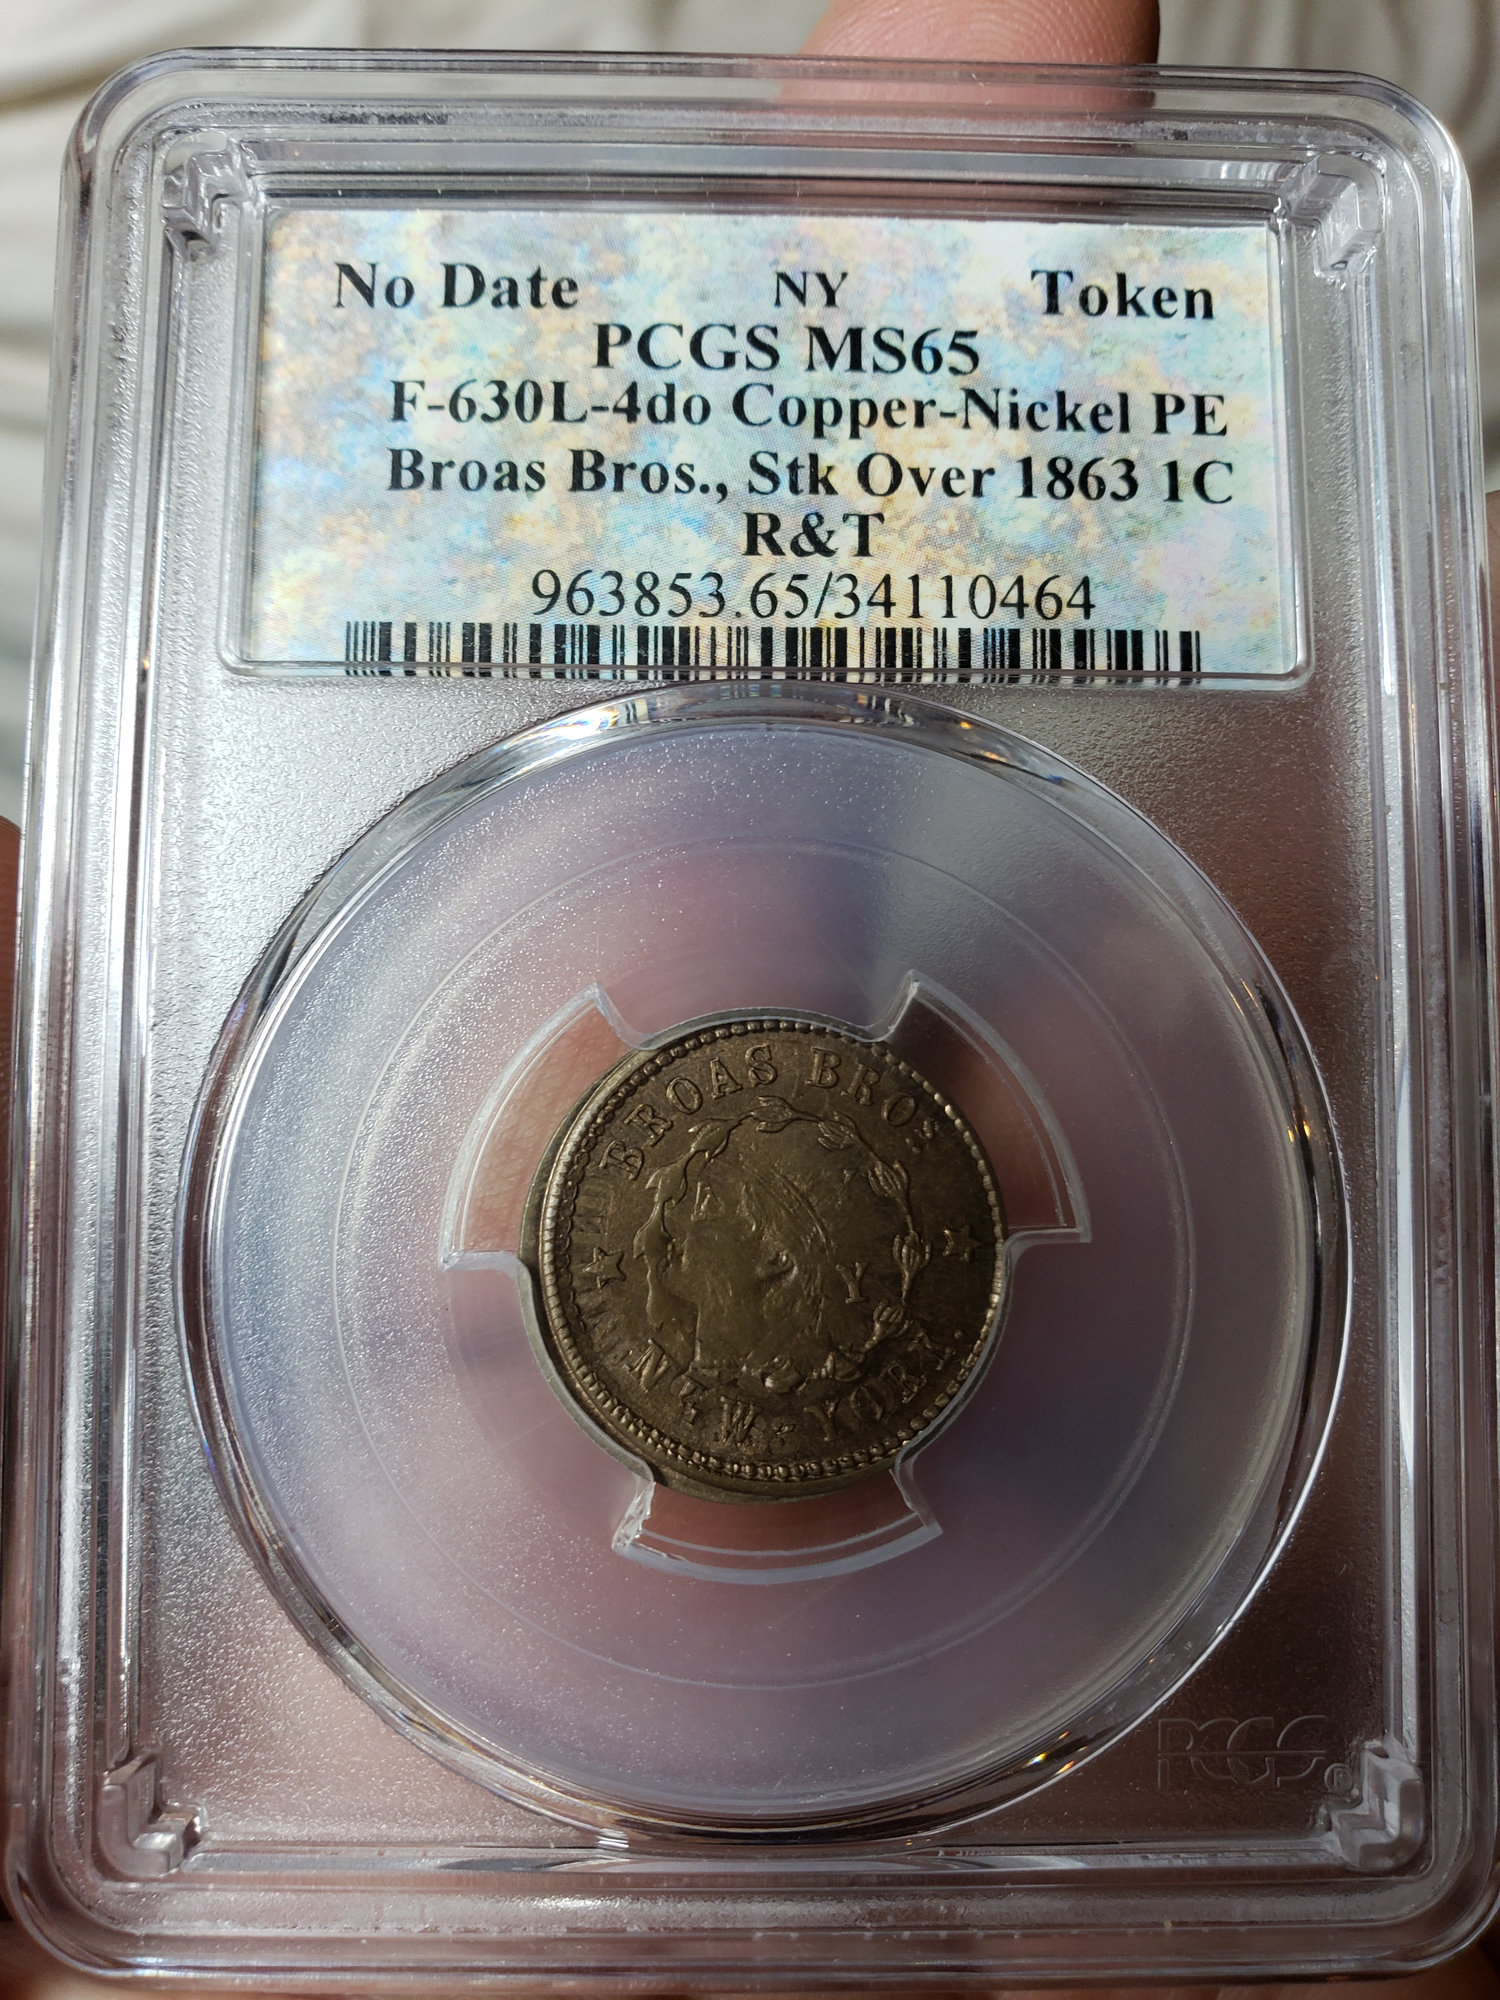 No Date NY Token
PCGS MS65
F-630L-4do Copper-Nickel PE
Broas Bros., Stk Over 1863 1C
R&T
963853.65/34110464
BROAS BROS
N.Y
NEW YORK.
PCGS®